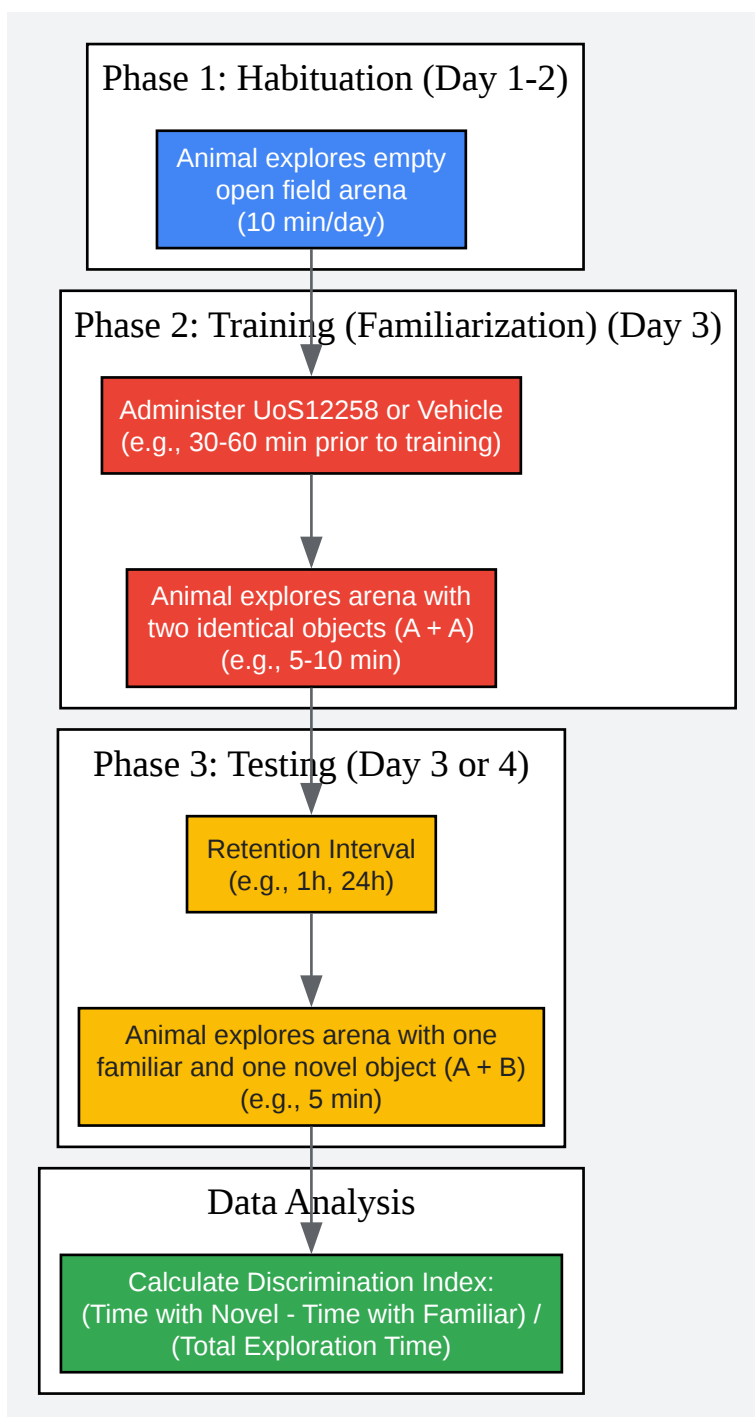 Phase 1: Habituation (Day 1-2)
Animal explores empty
open field arena
(10 min/day)
Phase 2: Training (Familiarization) (Day 3)
Administer UoS12258 or Vehicle
(e.g., 30-60 min prior to training)
Animal explores arena with
two identical objects (A + A)
(e.g., 5-10 min)
Phase 3: Testing (Day 3 or 4)
Retention Interval
(e.g., 1h, 24h)
Animal explores arena with one
familiar and one novel object (A + B)
(e.g., 5 min)
Data Analysis
Calculate Discrimination Index:
(Time with Novel - Time with Familiar) /
(Total Exploration Time)